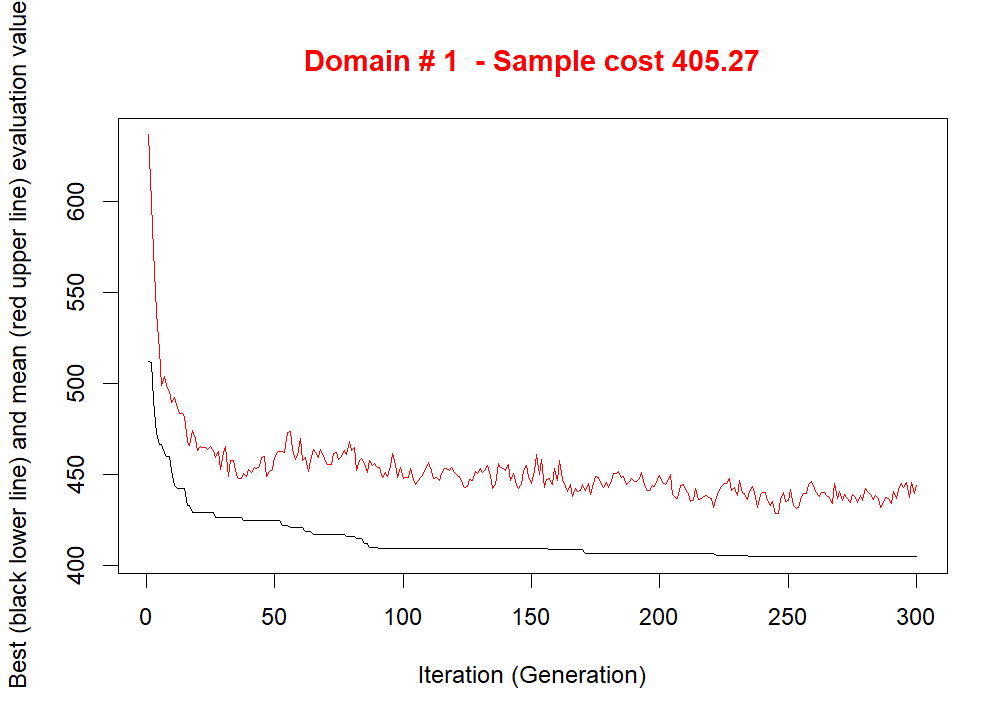 Domain # 1  - Sample cost 405.27
Best (black lower line) and mean (red upper line) evaluation value
600
550
500
450
400
0 50 100 150 200 250 300
Iteration (Generation)